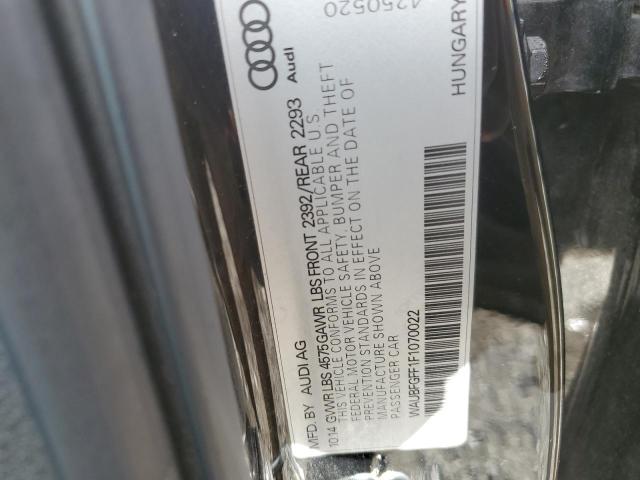 Audi
MFD. BY AUDI AG
10 14 GVWR LBS 4575 GAWR LBS FRONT 2392/REAR 2293
THIS VEHICLE CONFORMS TO ALL APPLICABLE U.S.
FEDERAL MOTOR VEHICLE SAFETY, BUMPER AND THEFT
PREVENTION STANDARDS IN EFFECT ON THE DATE OF
MANUFACTURE SHOWN ABOVE
PASSENGER CAR
WAUBFGFF1F1070022
HUNGARY